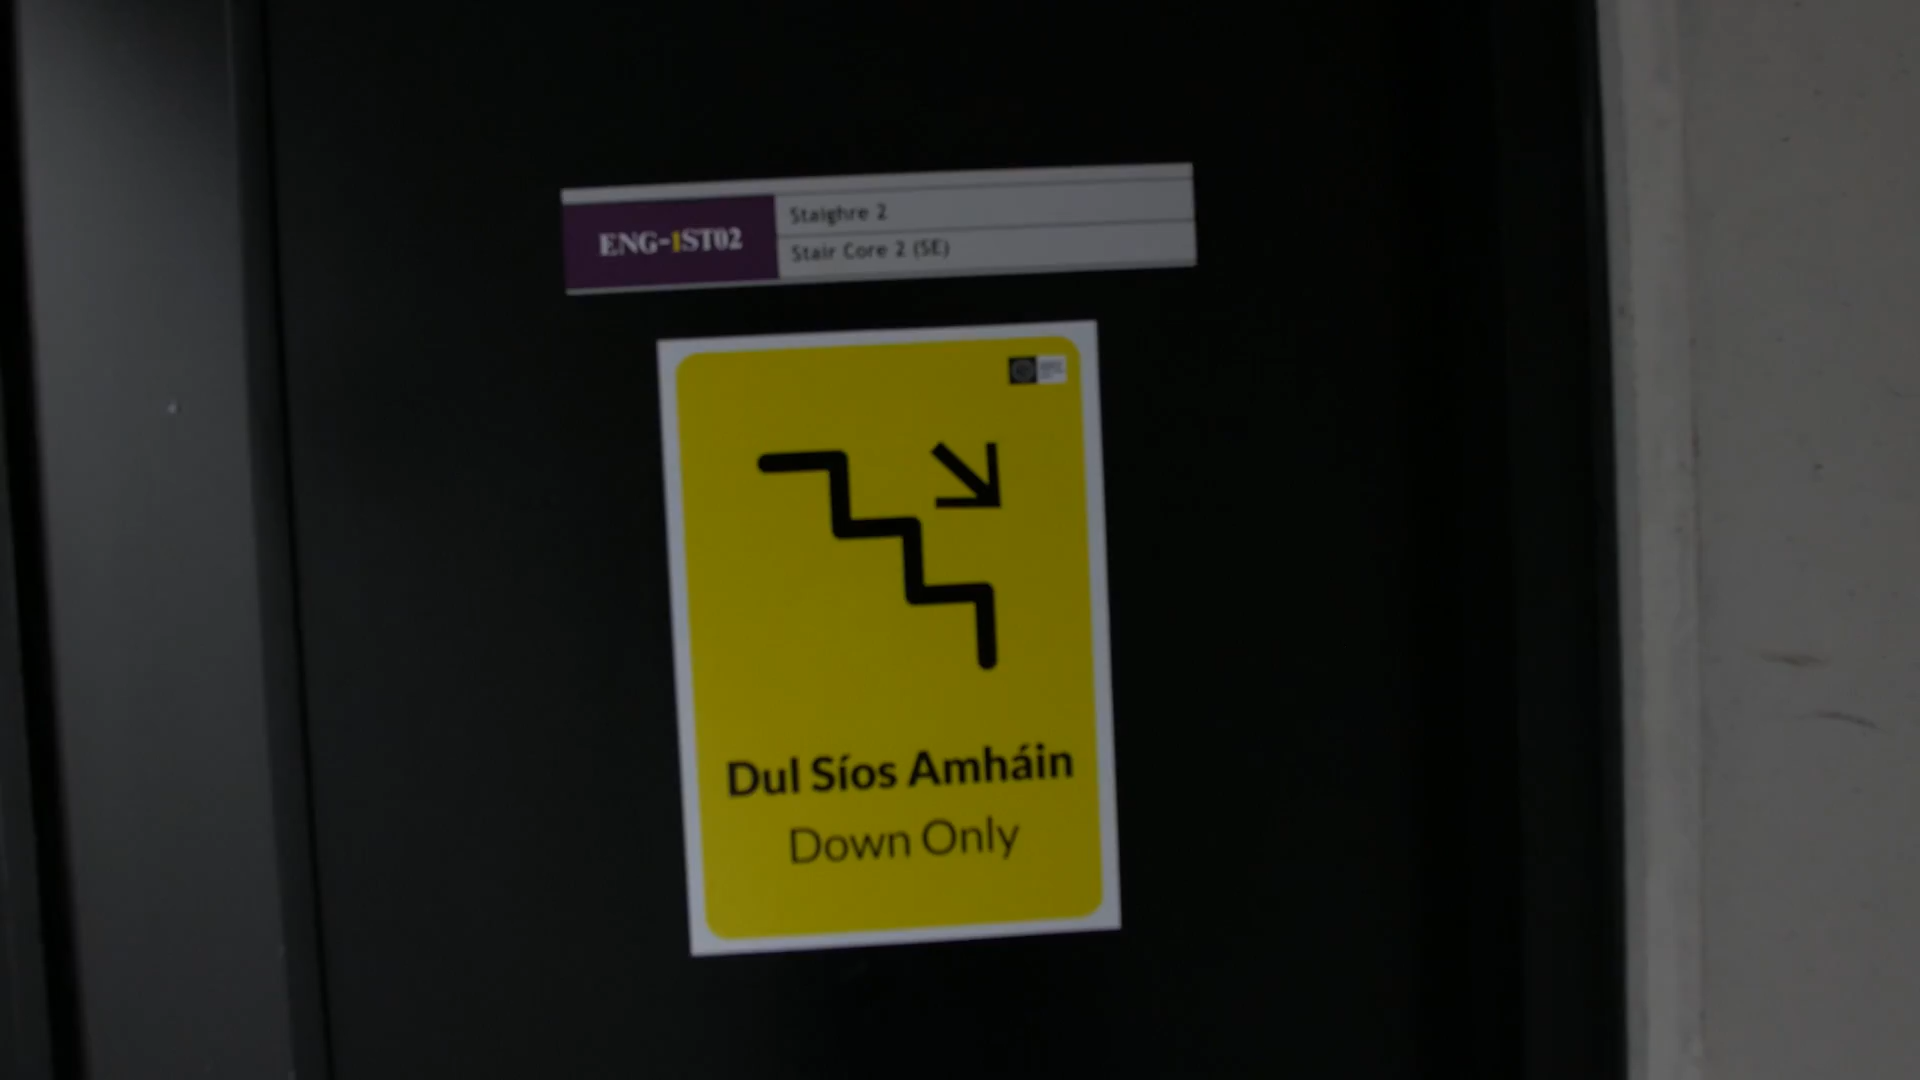 ENG-1ST02
Staighre 2
Stair Core 2 (SE)
Dul Síos Amháin
Down Only